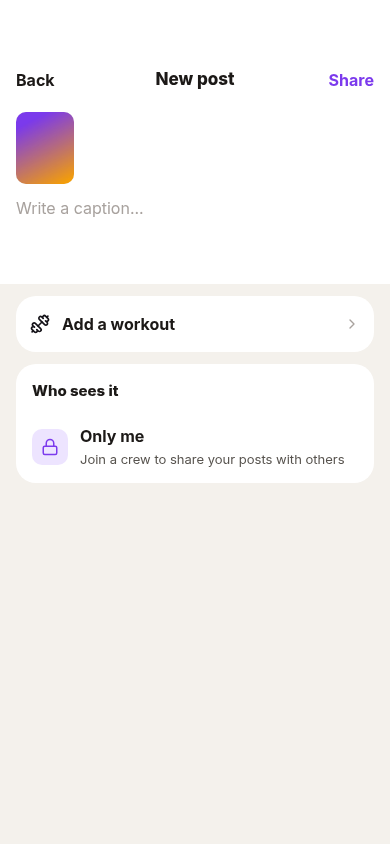 Back
New post
Share
Write a caption...
Add a workout
Who sees it
Only me
Join a crew to share your posts with others